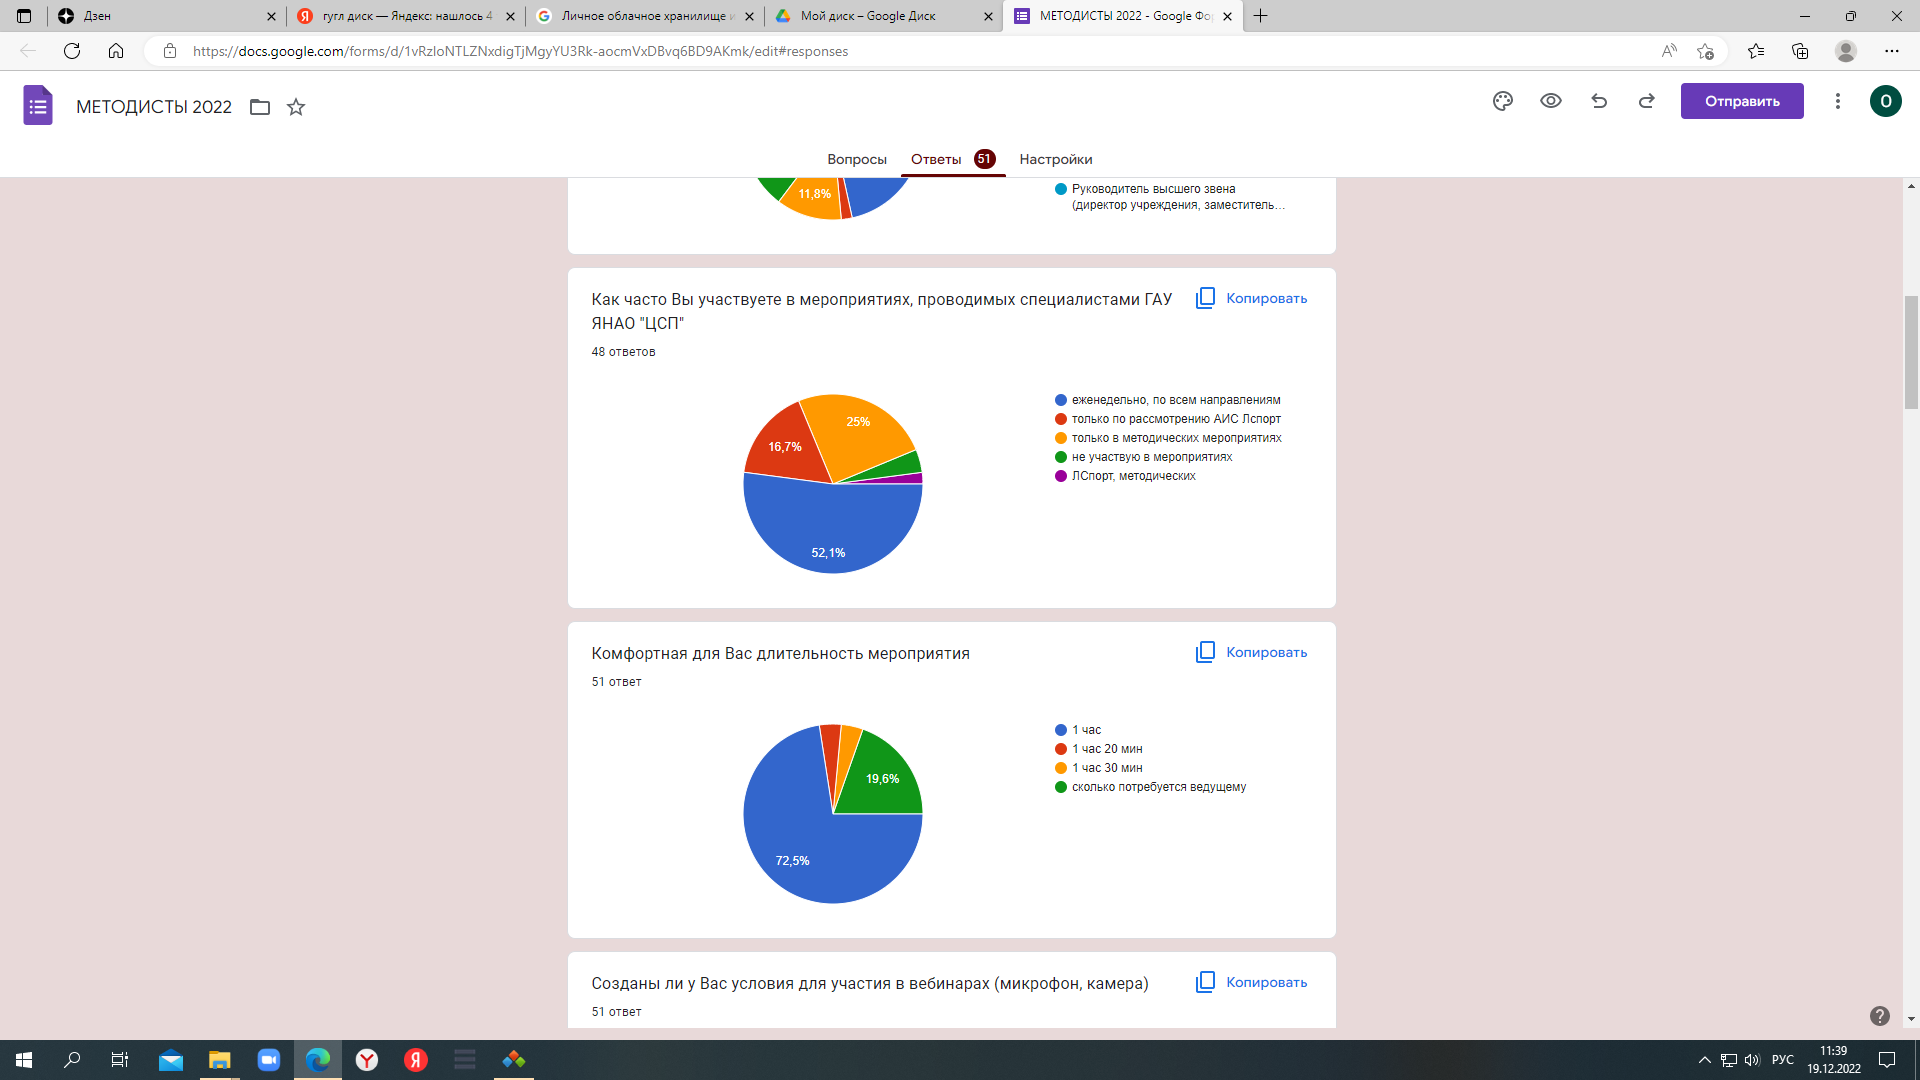 Дзен
гугл диск — Яндекс: нашлось 4
Личное облачное хранилище и
Мой диск – Google Диск
МЕТОДИСТЫ 2022 - Google Фор
https://docs.google.com/forms/d/1vRzIoNTLZNxdigTjMgyYU3Rk-aocmVxDBvq6BD9AKmk/edit#responses
МЕТОДИСТЫ 2022
Отправить
О
Вопросы
Ответы 51
Настройки
11,8%
Руководитель высшего звена
(директор учреждения, заместитель…
Как часто Вы участвуете в мероприятиях, проводимых специалистами ГАУ
ЯНАО "ЦСП"
Копировать
48 ответов
25%
16,7%
52,1%
еженедельно, по всем направлениям
только по рассмотрению АИС Лспорт
только в методических мероприятиях
не участвую в мероприятиях
ЛСпорт, методических
Комфортная для Вас длительность мероприятия
Копировать
51 ответ
19,6%
72,5%
1 час
1 час 20 мин
1 час 30 мин
сколько потребуется ведущему
Созданы ли у Вас условия для участия в вебинарах (микрофон, камера)
Копировать
51 ответ
РУС
11:39
19.12.2022